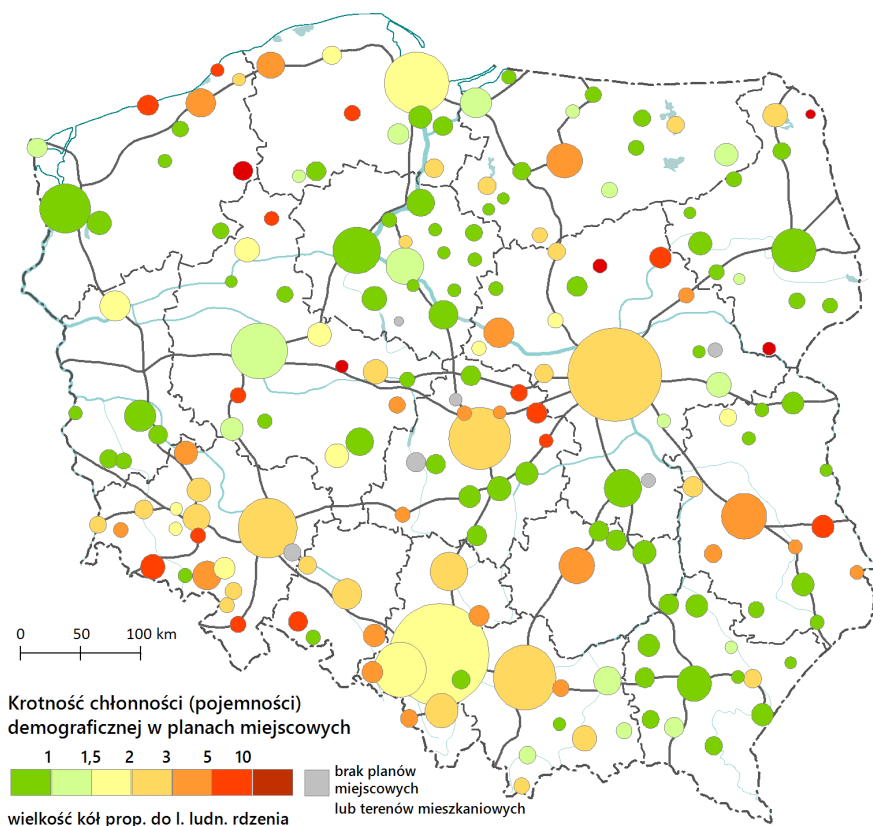 0 50 100 km
Krotność chłonności (pojemności)
demograficznej w planach miejscowych
1 1,5 2 3 5 10
brak planów
miejscowych
lub terenów mieszkaniowych
wielkość kół prop. do l. ludn. rdzenia